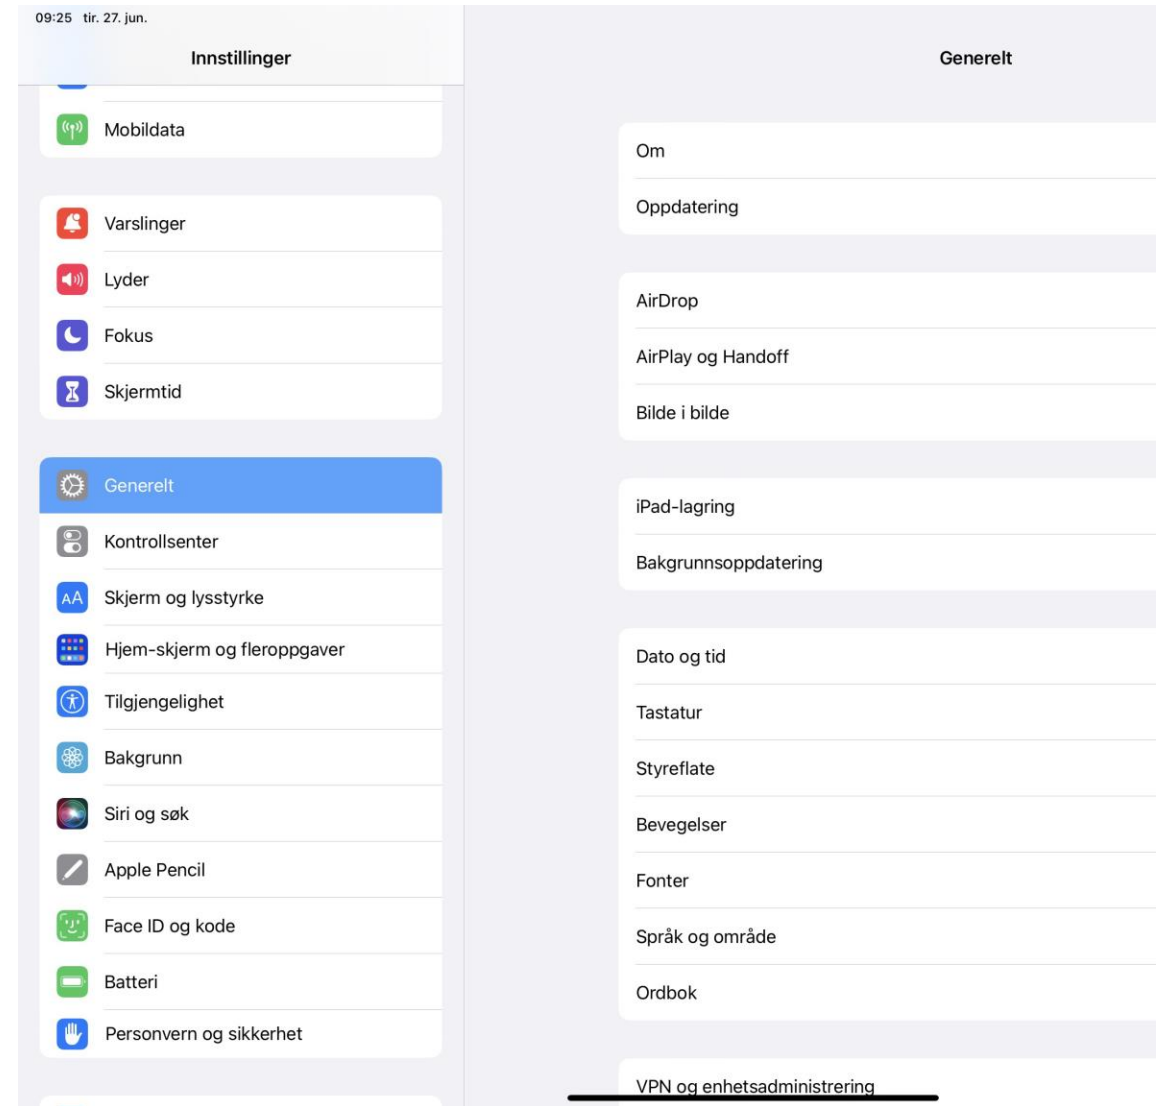 09:25 tir. 27. jun.
Innstillinger
Mobildata
Varslinger
Lyder
Fokus
Skjermtid
Generelt
Kontrollsenter
AA
Skjerm og lysstyrke
Hjem-skjerm og fleroppgaver
Tilgjengelighet
Bakgrunn
Siri og søk
Apple Pencil
Face ID og kode
Batteri
Personvern og sikkerhet
Generelt
Om
Oppdatering
AirDrop
AirPlay og Handoff
Bilde i bilde
iPad-lagring
Bakgrunnsoppdatering
Dato og tid
Tastatur
Styreflate
Bevegelser
Fonter
Språk og område
Ordbok
VPN og enhetsadministrering